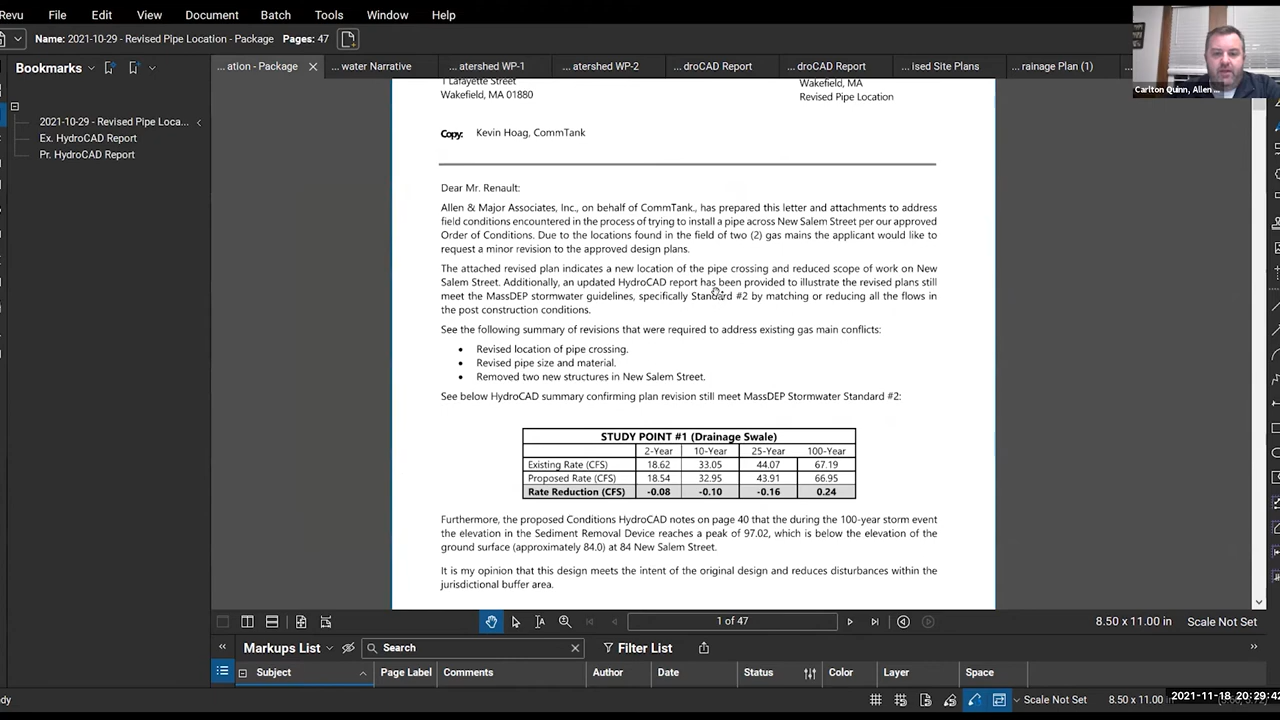 Revu File Edit View Document Batch Tools Window Help
Name: 2021-10-29 - Revised Pipe Location - Package Pages: 47
Bookmarks
...ation - Package ...water Narrative ...atershed WP-1 ...atershed WP-2 ...droCAD Report ...droCAD Report ...ised Site Plans ...rainage Plan (1)
Carlton Quinn, Allen ...
2021-10-29 - Revised Pipe Loca...
Ex. HydroCAD Report
Pr. HydroCAD Report
1 Lafayette Street
Wakefield, MA 01880
Wakefield, MA
Revised Pipe Location
Copy: Kevin Hoag, CommTank
Dear Mr. Renault:
Allen & Major Associates, Inc., on behalf of CommTank., has prepared this letter and attachments to address
field conditions encountered in the process of trying to install a pipe across New Salem Street per our approved
Order of Conditions. Due to the locations found in the field of two (2) gas mains the applicant would like to
request a minor revision to the approved design plans.
The attached revised plan indicates a new location of the pipe crossing and reduced scope of work on New
Salem Street. Additionally, an updated HydroCAD report has been provided to illustrate the revised plans still
meet the MassDEP stormwater guidelines, specifically Standard #2 by matching or reducing all the flows in
the post construction conditions.
See the following summary of revisions that were required to address existing gas main conflicts:
• Revised location of pipe crossing.
• Revised pipe size and material.
• Removed two new structures in New Salem Street.
See below HydroCAD summary confirming plan revision still meet MassDEP Stormwater Standard #2:
STUDY POINT #1 (Drainage Swale)
2-Year 10-Year 25-Year 100-Year
Existing Rate (CFS) 18.62 33.05 44.07 67.19
Proposed Rate (CFS) 18.54 32.95 43.91 66.95
Rate Reduction (CFS) -0.08 -0.10 -0.16 0.24
Furthermore, the proposed Conditions HydroCAD notes on page 40 that the during the 100-year storm event
the elevation in the Sediment Removal Device reaches a peak of 97.02, which is below the elevation of the
ground surface (approximately 84.0) at 84 New Salem Street.
It is my opinion that this design meets the intent of the original design and reduces disturbances within the
jurisdictional buffer area.
1 of 47
8.50 x 11.00 in Scale Not Set
Markups List Search Filter List
Subject Page Label Comments Author Date Status Color Layer Space
dy Scale Not Set 8.50 x 11.00 in
2021-11-18 20:29:42